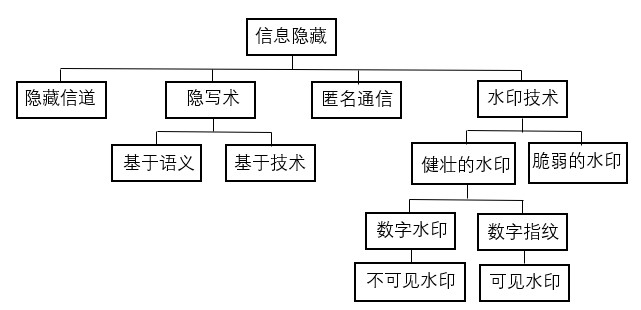 信息隐藏
隐藏信道
隐写术
匿名通信
水印技术
基于语义
基于技术
健壮的水印
脆弱的水印
数字水印
数字指纹
不可见水印
可见水印